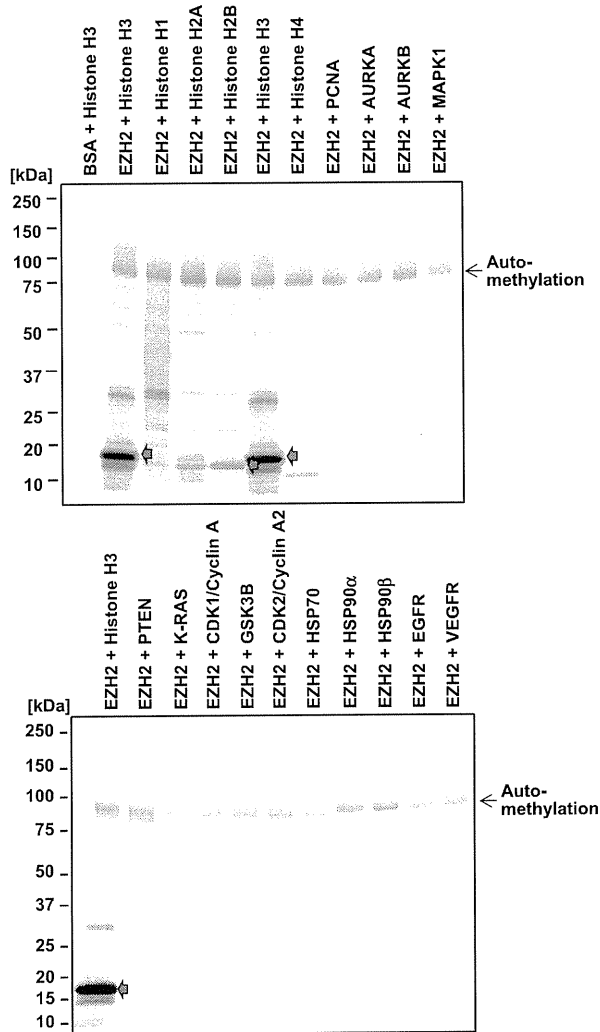 BSA + Histone H3
EZH2 + Histone H3
EZH2 + Histone H1
EZH2 + Histone H2A
EZH2 + Histone H2B
EZH2 + Histone H3
EZH2 + Histone H4
EZH2 + PCNA
EZH2 + AURKA
EZH2 + AURKB
EZH2 + MAPK1
[kDa]
250
150
100
75
50
37
25
20
10
Auto-
methylation
EZH2 + Histone H3
EZH2 + PTEN
EZH2 + K-RAS
EZH2 + CDK1/Cyclin A
EZH2 + GSK3B
EZH2 + CDK2/Cyclin A2
EZH2 + HSP70
EZH2 + HSP90α
EZH2 + HSP90β
EZH2 + EGFR
EZH2 + VEGFR
[kDa]
250
150
100
75
50
37
25
20
15
10
Auto-
methylation